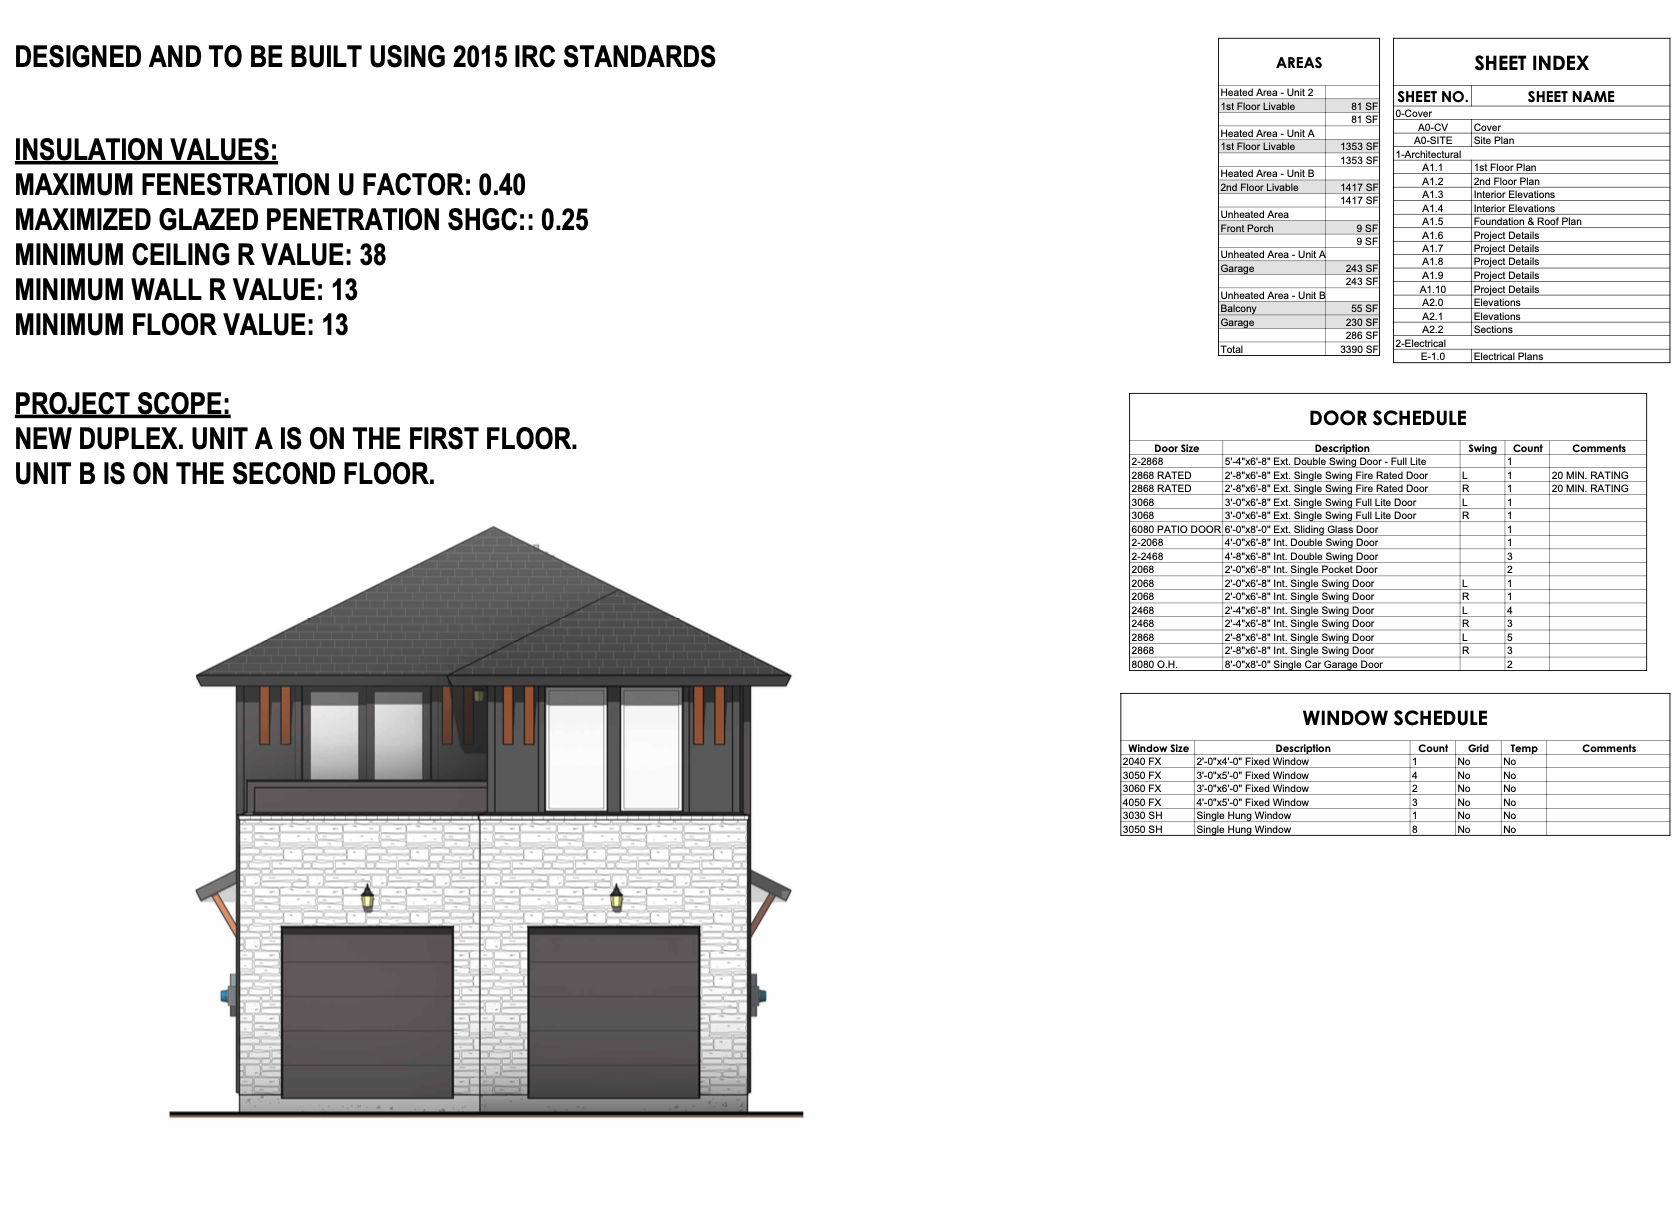 DESIGNED AND TO BE BUILT USING 2015 IRC STANDARDS
INSULATION VALUES:
MAXIMUM FENESTRATION U FACTOR: 0.40
MAXIMIZED GLAZED PENETRATION SHGC:: 0.25
MINIMUM CEILING R VALUE: 38
MINIMUM WALL R VALUE: 13
MINIMUM FLOOR VALUE: 13
PROJECT SCOPE:
NEW DUPLEX. UNIT A IS ON THE FIRST FLOOR.
UNIT B IS ON THE SECOND FLOOR.
AREAS
Heated Area - Unit 2
1st Floor Livable 81 SF
81 SF
Heated Area - Unit A
1st Floor Livable 1353 SF
1353 SF
Heated Area - Unit B
2nd Floor Livable 1417 SF
1417 SF
Unheated Area
Front Porch 9 SF
9 SF
Unheated Area - Unit A
Garage 243 SF
243 SF
Unheated Area - Unit B
Balcony 55 SF
Garage 230 SF
286 SF
Total 3390 SF
SHEET INDEX
SHEET NO. SHEET NAME
0-Cover
A0-CV Cover
A0-SITE Site Plan
1-Architectural
A1.1 1st Floor Plan
A1.2 2nd Floor Plan
A1.3 Interior Elevations
A1.4 Interior Elevations
A1.5 Foundation & Roof Plan
A1.6 Project Details
A1.7 Project Details
A1.8 Project Details
A1.9 Project Details
A1.10 Project Details
A2.0 Elevations
A2.1 Elevations
A2.2 Sections
2-Electrical
E-1.0 Electrical Plans
DOOR SCHEDULE
Door Size Description Swing Count Comments
2-2868 5'-4"x6'-8" Ext. Double Swing Door - Full Lite 1
2868 RATED 2'-8"x6'-8" Ext. Single Swing Fire Rated Door L 1 20 MIN. RATING
2868 RATED 2'-8"x6'-8" Ext. Single Swing Fire Rated Door R 1 20 MIN. RATING
3068 3'-0"x6'-8" Ext. Single Swing Full Lite Door L 1
3068 3'-0"x6'-8" Ext. Single Swing Full Lite Door R 1
6080 PATIO DOOR 6'-0"x8'-0" Ext. Sliding Glass Door 1
2-2068 4'-0"x6'-8" Int. Double Swing Door 1
2-2468 4'-8"x6'-8" Int. Double Swing Door 3
2068 2'-0"x6'-8" Int. Single Pocket Door 2
2068 2'-0"x6'-8" Int. Single Swing Door L 1
2068 2'-0"x6'-8" Int. Single Swing Door R 1
2468 2'-4"x6'-8" Int. Single Swing Door L 4
2468 2'-4"x6'-8" Int. Single Swing Door R 3
2868 2'-8"x6'-8" Int. Single Swing Door L 5
2868 2'-8"x6'-8" Int. Single Swing Door R 3
8080 O.H. 8'-0"x8'-0" Single Car Garage Door 2
WINDOW SCHEDULE
Window Size Description Count Grid Temp Comments
2040 FX 2'-0"x4'-0" Fixed Window 1 No No
3050 FX 3'-0"x5'-0" Fixed Window 4 No No
3060 FX 3'-0"x6'-0" Fixed Window 2 No No
4050 FX 4'-0"x5'-0" Fixed Window 3 No No
3030 SH Single Hung Window 1 No No
3050 SH Single Hung Window 8 No No